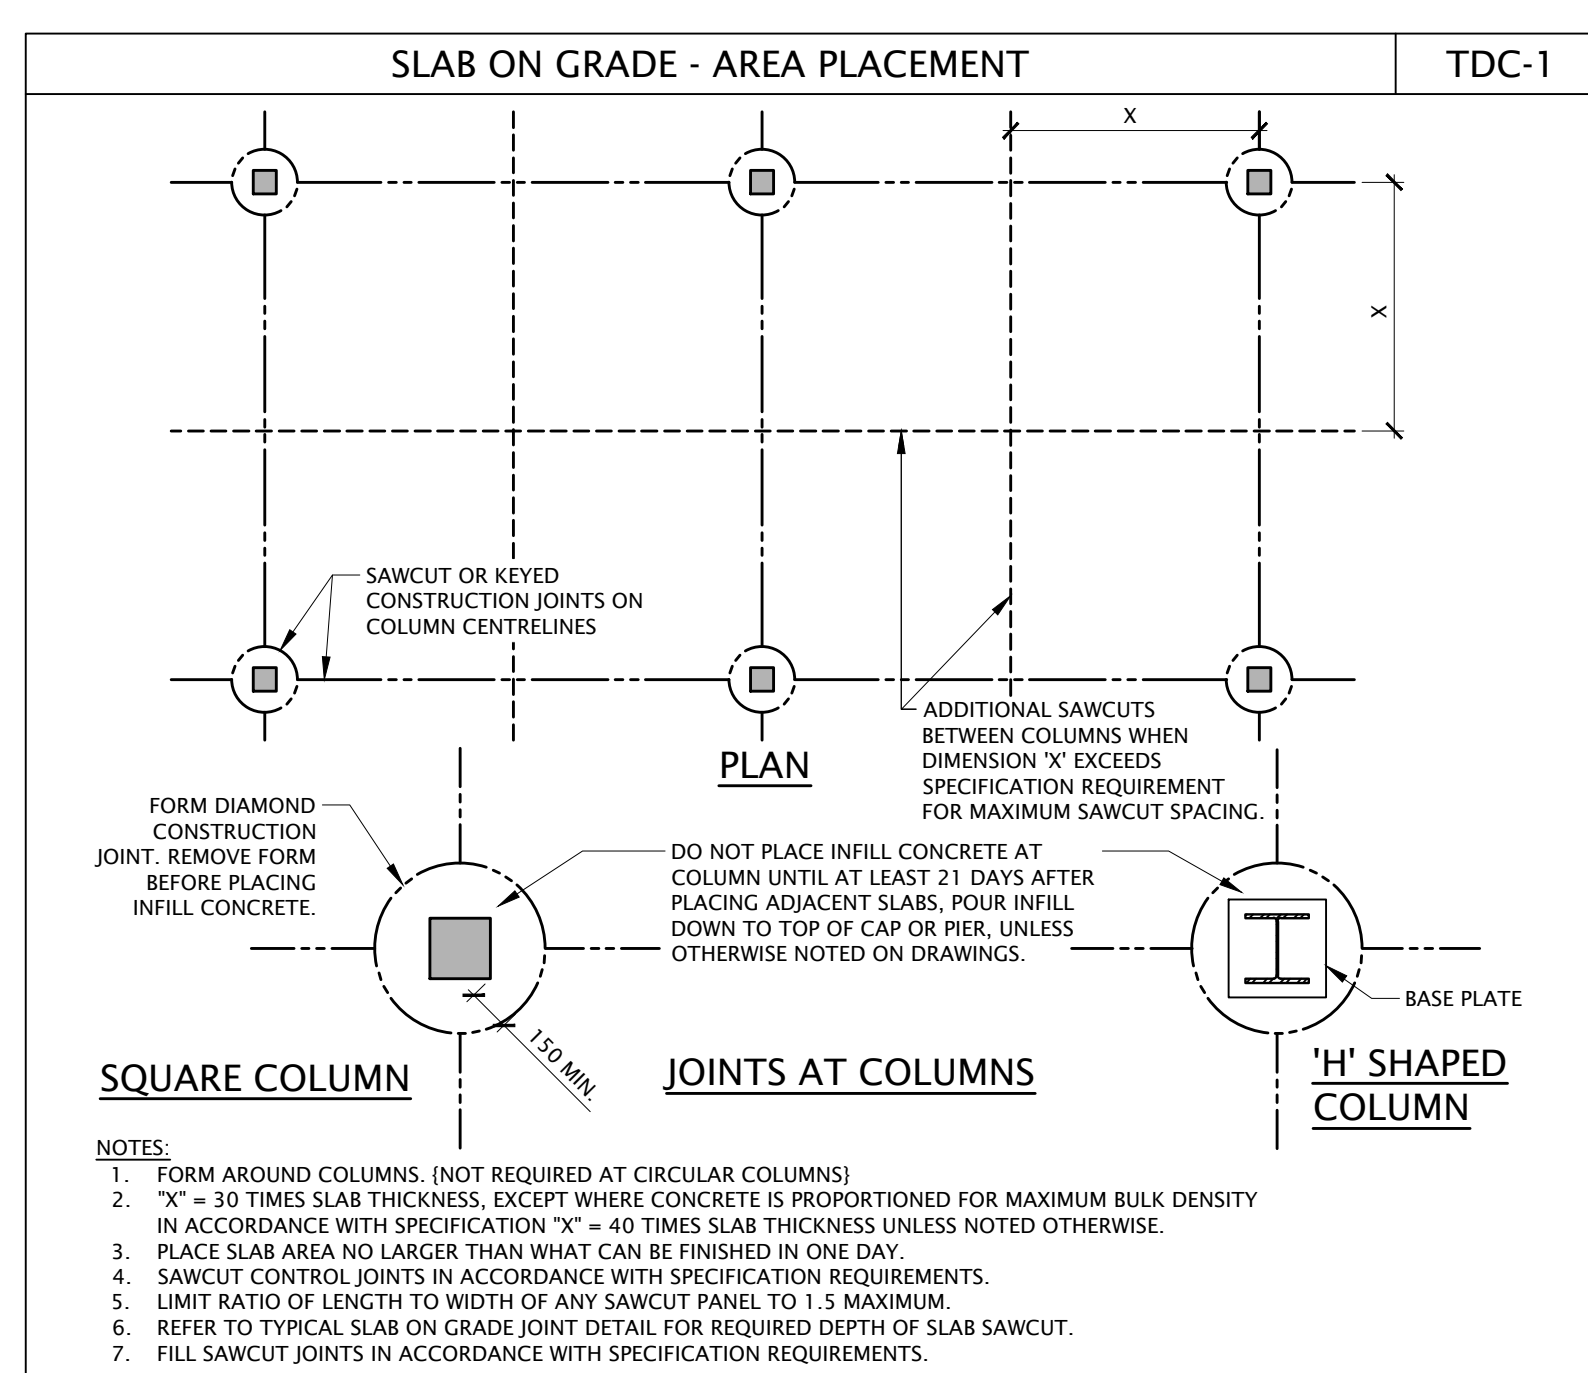 SLAB ON GRADE - AREA PLACEMENT
TDC-1
X
X
SAWCUT OR KEYED
CONSTRUCTION JOINTS ON
COLUMN CENTRELINES
ADDITIONAL SAWCUTS
BETWEEN COLUMNS WHEN
DIMENSION 'X' EXCEEDS
SPECIFICATION REQUIREMENT
FOR MAXIMUM SAWCUT SPACING.
PLAN
FORM DIAMOND
CONSTRUCTION
JOINT. REMOVE FORM
BEFORE PLACING
INFILL CONCRETE.
DO NOT PLACE INFILL CONCRETE AT
COLUMN UNTIL AT LEAST 21 DAYS AFTER
PLACING ADJACENT SLABS, POUR INFILL
DOWN TO TOP OF CAP OR PIER, UNLESS
OTHERWISE NOTED ON DRAWINGS.
BASE PLATE
150 MIN.
SQUARE COLUMN
JOINTS AT COLUMNS
'H' SHAPED
COLUMN
NOTES:
1. FORM AROUND COLUMNS. {NOT REQUIRED AT CIRCULAR COLUMNS}
2. "X" = 30 TIMES SLAB THICKNESS, EXCEPT WHERE CONCRETE IS PROPORTIONED FOR MAXIMUM BULK DENSITY
IN ACCORDANCE WITH SPECIFICATION "X" = 40 TIMES SLAB THICKNESS UNLESS NOTED OTHERWISE.
3. PLACE SLAB AREA NO LARGER THAN WHAT CAN BE FINISHED IN ONE DAY.
4. SAWCUT CONTROL JOINTS IN ACCORDANCE WITH SPECIFICATION REQUIREMENTS.
5. LIMIT RATIO OF LENGTH TO WIDTH OF ANY SAWCUT PANEL TO 1.5 MAXIMUM.
6. REFER TO TYPICAL SLAB ON GRADE JOINT DETAIL FOR REQUIRED DEPTH OF SLAB SAWCUT.
7. FILL SAWCUT JOINTS IN ACCORDANCE WITH SPECIFICATION REQUIREMENTS.